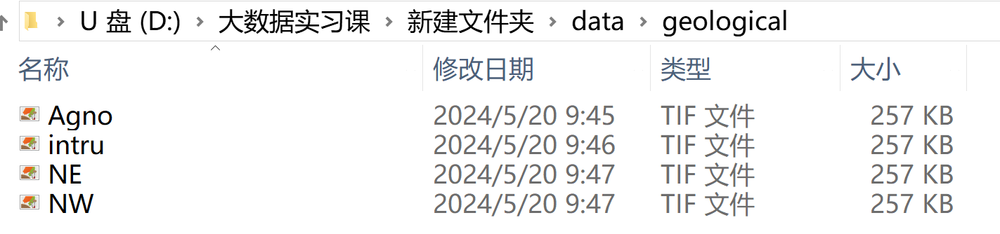 U 盘 (D:) > 大数据实习课 > 新建文件夹 > data > geological
名称 修改日期 类型 大小
Agno 2024/5/20 9:45 TIF 文件 257 KB
intru 2024/5/20 9:46 TIF 文件 257 KB
NE 2024/5/20 9:47 TIF 文件 257 KB
NW 2024/5/20 9:47 TIF 文件 257 KB